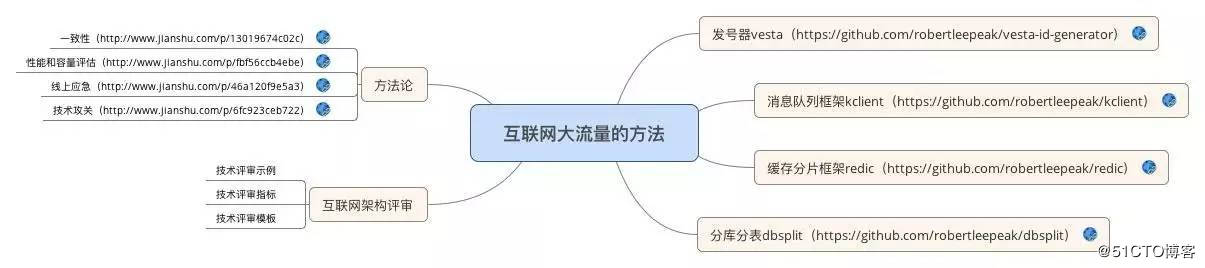 互联网大流量的方法
方法论
一致性（http://www.jianshu.com/p/13019674c02c）
性能和容量评估（http://www.jianshu.com/p/fbf56ccb4ebe）
线上应急（http://www.jianshu.com/p/46a120f9e5a3）
技术攻关（http://www.jianshu.com/p/6fc923ceb722）
互联网架构评审
技术评审示例
技术评审指标
技术评审模板
发号器vesta（https://github.com/robertleepeak/vesta-id-generator）
消息队列框架kclient（https://github.com/robertleepeak/kclient）
缓存分片框架redic（https://github.com/robertleepeak/redic）
分库分表dbsplit（https://github.com/robertleepeak/dbsplit）
@51CTO博客